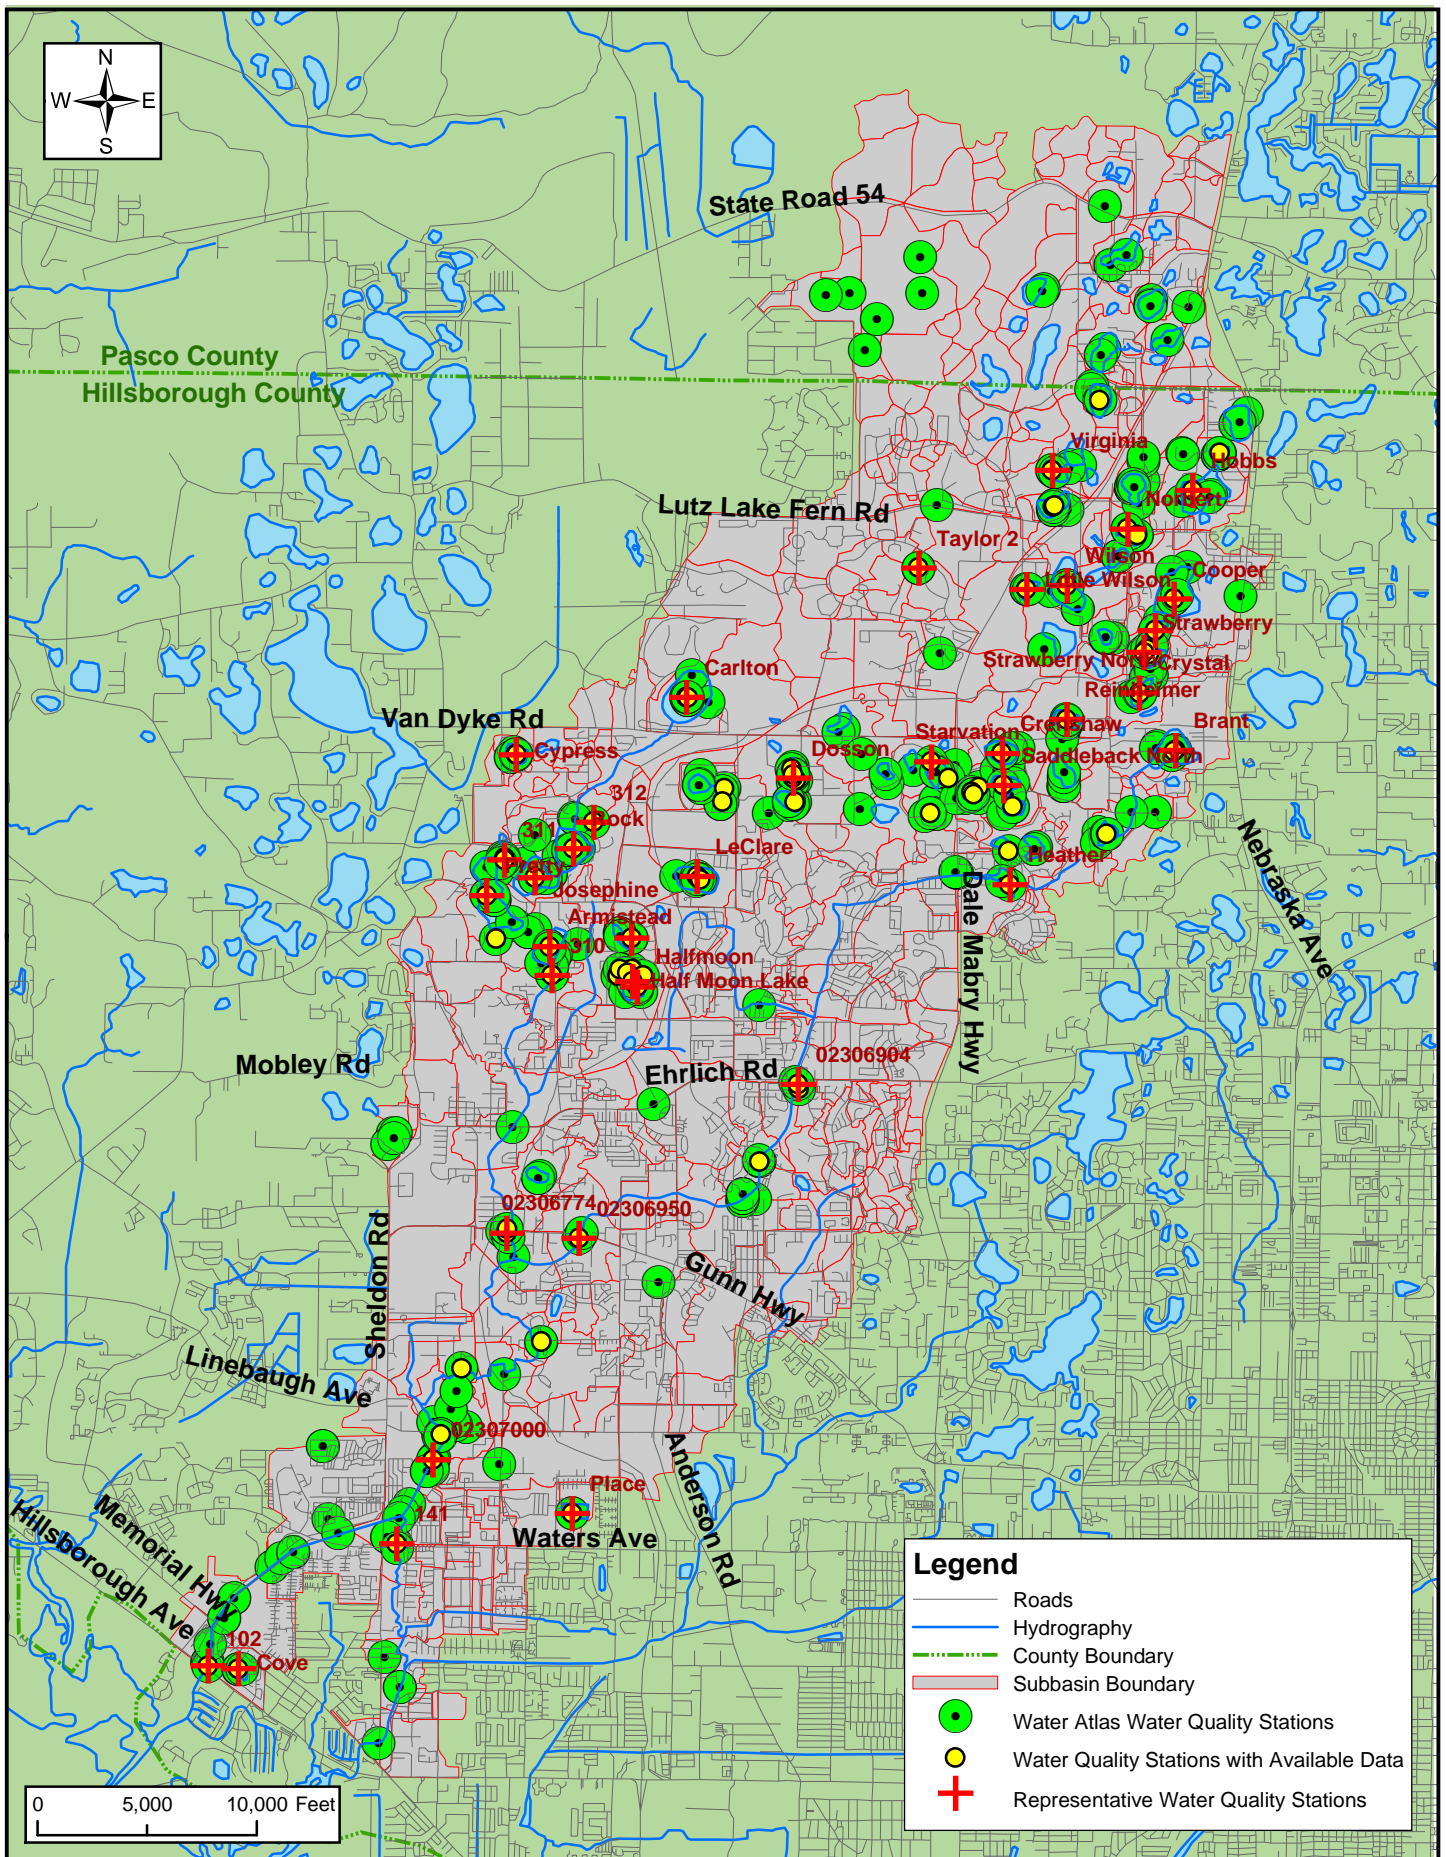 N
W E
S
State Road 54
Pasco County
Hillsborough County
Virginia
Hobbs
Lutz Lake Fern Rd
Norbert
Taylor 2
Wilson
Cooper
Little Wilson
Strawberry
Strawberry North
Crystal
Carlton
Reinheimer
Van Dyke Rd
Starvation
Crenshaw
Brant
Cypress
Dosson
Saddleback North
312
Rock
311
LeClare
Heather
Pretty
Josephine
Armistead
310
Halfmoon
Half Moon Lake
Dale Mabry Hwy
Nebraska Ave
Mobley Rd
Ehrlich Rd
02306904
02306774
02306950
Sheldon Rd
Gunn Hwy
Linebaugh Ave
02307000
Anderson Rd
Place
141
Waters Ave
Memorial Hwy
Hillsborough Ave
102
Cove
Legend
Roads
Hydrography
County Boundary
Subbasin Boundary
Water Atlas Water Quality Stations
Water Quality Stations with Available Data
Representative Water Quality Stations
0 5,000 10,000 Feet